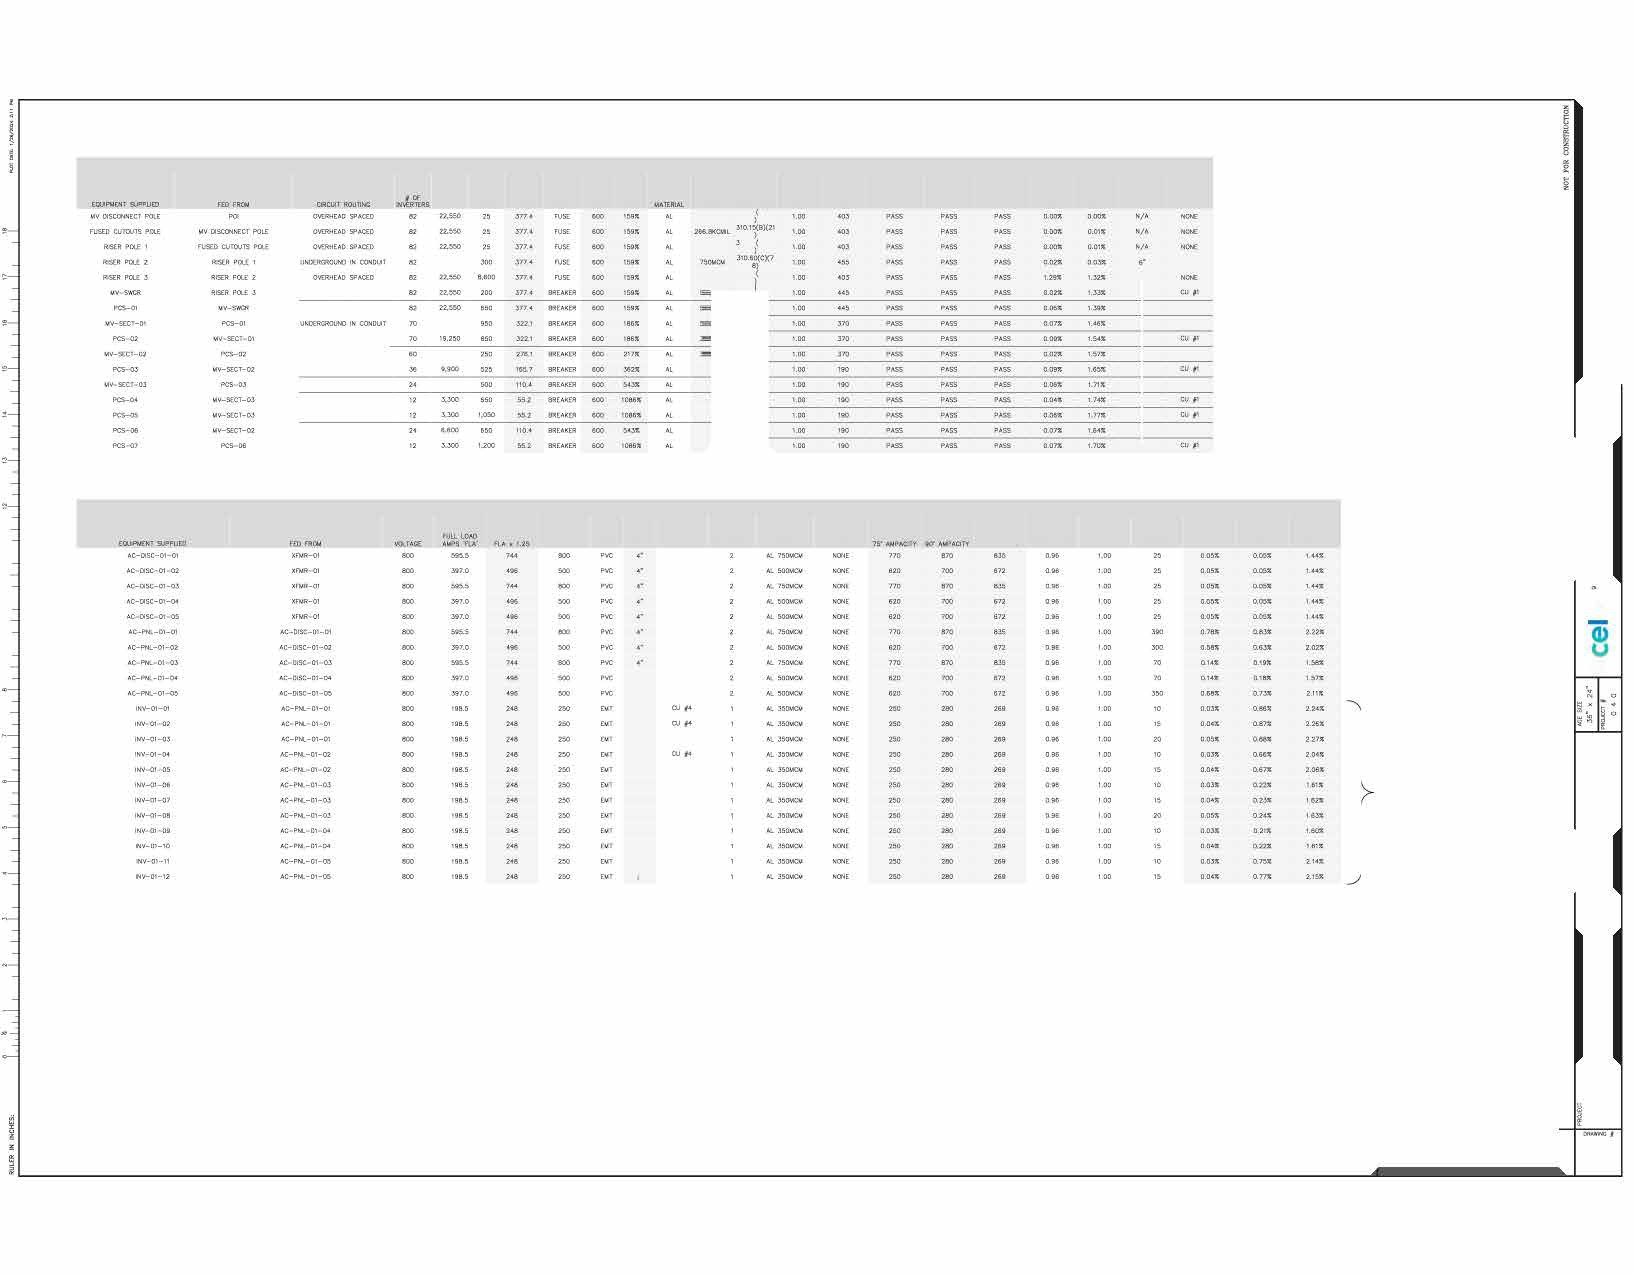 PLOT DATE: 1/26/2024 2:11 PM
NOT FOR CONSTRUCTION
EQUIPMENT SUPPLIED FED FROM CIRCUIT ROUTING # OF INVERTERS MATERIAL
MV DISCONNECT POLE POI OVERHEAD SPACED 82 22,550 25 377.4 FUSE 600 159% AL 1.00 403 PASS PASS PASS 0.00% 0.00% N/A NONE
FUSED CUTOUTS POLE MV DISCONNECT POLE OVERHEAD SPACED 82 22,550 25 377.4 FUSE 600 159% AL 266.8KCMIL 310.15(B)(21 1.00 403 PASS PASS PASS 0.00% 0.01% N/A NONE
RISER POLE 1 FUSED CUTOUTS POLE OVERHEAD SPACED 82 22,550 25 377.4 FUSE 600 159% AL 3 1.00 403 PASS PASS PASS 0.00% 0.01% N/A NONE
RISER POLE 2 RISER POLE 1 UNDERGROUND IN CONDUIT 82 300 377.4 FUSE 600 159% AL 750MCM 310.60(C)(7 8) 1.00 455 PASS PASS PASS 0.02% 0.03% 6"
RISER POLE 3 RISER POLE 2 OVERHEAD SPACED 82 22,550 8,600 377.4 FUSE 600 159% AL 1.00 403 PASS PASS PASS 1.29% 1.32% NONE
MV-SWGR RISER POLE 3 82 22,550 200 377.4 BREAKER 600 159% AL 1.00 445 PASS PASS PASS 0.02% 1.33% CU #1
PCS-01 MV-SWGR 82 22,550 650 377.4 BREAKER 600 159% AL 1.00 445 PASS PASS PASS 0.06% 1.39%
MV-SECT-01 PCS-01 UNDERGROUND IN CONDUIT 70 950 322.1 BREAKER 600 186% AL 1.00 370 PASS PASS PASS 0.07% 1.46%
PCS-02 MV-SECT-01 70 19,250 850 322.1 BREAKER 600 186% AL 1.00 370 PASS PASS PASS 0.09% 1.54% CU #1
MV-SECT-02 PCS-02 60 250 276.1 BREAKER 600 217% AL 1.00 370 PASS PASS PASS 0.02% 1.57%
PCS-03 MV-SECT-02 36 9,900 525 165.7 BREAKER 600 362% AL 1.00 190 PASS PASS PASS 0.09% 1.65% CU #1
MV-SECT-03 PCS-03 24 500 110.4 BREAKER 600 543% AL 1.00 190 PASS PASS PASS 0.06% 1.71%
PCS-04 MV-SECT-03 12 3,300 650 55.2 BREAKER 600 1086% AL 1.00 190 PASS PASS PASS 0.04% 1.74% CU #1
PCS-05 MV-SECT-03 12 3,300 1,050 55.2 BREAKER 600 1086% AL 1.00 190 PASS PASS PASS 0.06% 1.77% CU #1
PCS-06 MV-SECT-02 24 6,600 650 110.4 BREAKER 600 543% AL 1.00 190 PASS PASS PASS 0.07% 1.64%
PCS-07 PCS-06 12 3,300 1,200 55.2 BREAKER 600 1086% AL 1.00 190 PASS PASS PASS 0.07% 1.70% CU #1
EQUIPMENT SUPPLIED FED FROM VOLTAGE FULL LOAD AMPS 'FLA' FLA x 1.25 75° AMPACITY 90° AMPACITY
AC-DISC-01-01 XFMR-01 800 595.5 744 800 PVC 4" 2 AL 750MCM NONE 770 870 835 0.96 1.00 25 0.05% 0.05% 1.44%
AC-DISC-01-02 XFMR-01 800 397.0 496 500 PVC 4" 2 AL 500MCM NONE 620 700 672 0.96 1.00 25 0.05% 0.05% 1.44%
AC-DISC-01-03 XFMR-01 800 595.5 744 800 PVC 4" 2 AL 750MCM NONE 770 870 835 0.96 1.00 25 0.05% 0.05% 1.44%
AC-DISC-01-04 XFMR-01 800 397.0 496 500 PVC 4" 2 AL 500MCM NONE 620 700 672 0.96 1.00 25 0.05% 0.05% 1.44%
AC-DISC-01-05 XFMR-01 800 397.0 496 500 PVC 4" 2 AL 500MCM NONE 620 700 672 0.96 1.00 25 0.05% 0.05% 1.44%
AC-PNL-01-01 AC-DISC-01-01 800 595.5 744 800 PVC 4" 2 AL 750MCM NONE 770 870 835 0.96 1.00 390 0.78% 0.83% 2.22%
AC-PNL-01-02 AC-DISC-01-02 800 397.0 496 500 PVC 4" 2 AL 500MCM NONE 620 700 672 0.96 1.00 300 0.58% 0.63% 2.02%
AC-PNL-01-03 AC-DISC-01-03 800 595.5 744 800 PVC 4" 2 AL 750MCM NONE 770 870 835 0.96 1.00 70 0.14% 0.19% 1.58%
AC-PNL-01-04 AC-DISC-01-04 800 397.0 496 500 PVC 2 AL 500MCM NONE 620 700 672 0.96 1.00 70 0.14% 0.18% 1.57%
AC-PNL-01-05 AC-DISC-01-05 800 397.0 496 500 PVC 2 AL 500MCM NONE 620 700 672 0.96 1.00 350 0.68% 0.73% 2.11%
INV-01-01 AC-PNL-01-01 800 198.5 248 250 EMT CU #4 1 AL 350MCM NONE 250 280 269 0.96 1.00 10 0.03% 0.86% 2.24%
INV-01-02 AC-PNL-01-01 800 198.5 248 250 EMT CU #4 1 AL 350MCM NONE 250 280 269 0.96 1.00 15 0.04% 0.87% 2.26%
INV-01-03 AC-PNL-01-01 800 198.5 248 250 EMT 1 AL 350MCM NONE 250 280 269 0.96 1.00 20 0.05% 0.88% 2.27%
INV-01-04 AC-PNL-01-02 800 198.5 248 250 EMT CU #4 1 AL 350MCM NONE 250 280 269 0.96 1.00 10 0.03% 0.66% 2.04%
INV-01-05 AC-PNL-01-02 800 198.5 248 250 EMT 1 AL 350MCM NONE 250 280 269 0.96 1.00 15 0.04% 0.67% 2.06%
INV-01-06 AC-PNL-01-03 800 198.5 248 250 EMT 1 AL 350MCM NONE 250 280 269 0.96 1.00 10 0.03% 0.22% 1.61%
INV-01-07 AC-PNL-01-03 800 198.5 248 250 EMT 1 AL 350MCM NONE 250 280 269 0.96 1.00 15 0.04% 0.23% 1.62%
INV-01-08 AC-PNL-01-03 800 198.5 248 250 EMT 1 AL 350MCM NONE 250 280 269 0.96 1.00 20 0.05% 0.24% 1.63%
INV-01-09 AC-PNL-01-04 800 198.5 248 250 EMT 1 AL 350MCM NONE 250 280 269 0.96 1.00 10 0.03% 0.21% 1.60%
INV-01-10 AC-PNL-01-04 800 198.5 248 250 EMT 1 AL 350MCM NONE 250 280 269 0.96 1.00 15 0.04% 0.22% 1.61%
INV-01-11 AC-PNL-01-05 800 198.5 248 250 EMT 1 AL 350MCM NONE 250 280 269 0.96 1.00 10 0.03% 0.75% 2.14%
INV-01-12 AC-PNL-01-05 800 198.5 248 250 EMT 1 AL 350MCM NONE 250 280 269 0.96 1.00 15 0.04% 0.77% 2.15%
cel
AGE SIZE
36" x 24"
PROJECT #
040
PROJECT
DRAWING #
RULER IN INCHES:
0 ½ 1 2 3 4 5 6 7 8 12 13 14 15 16 17 18